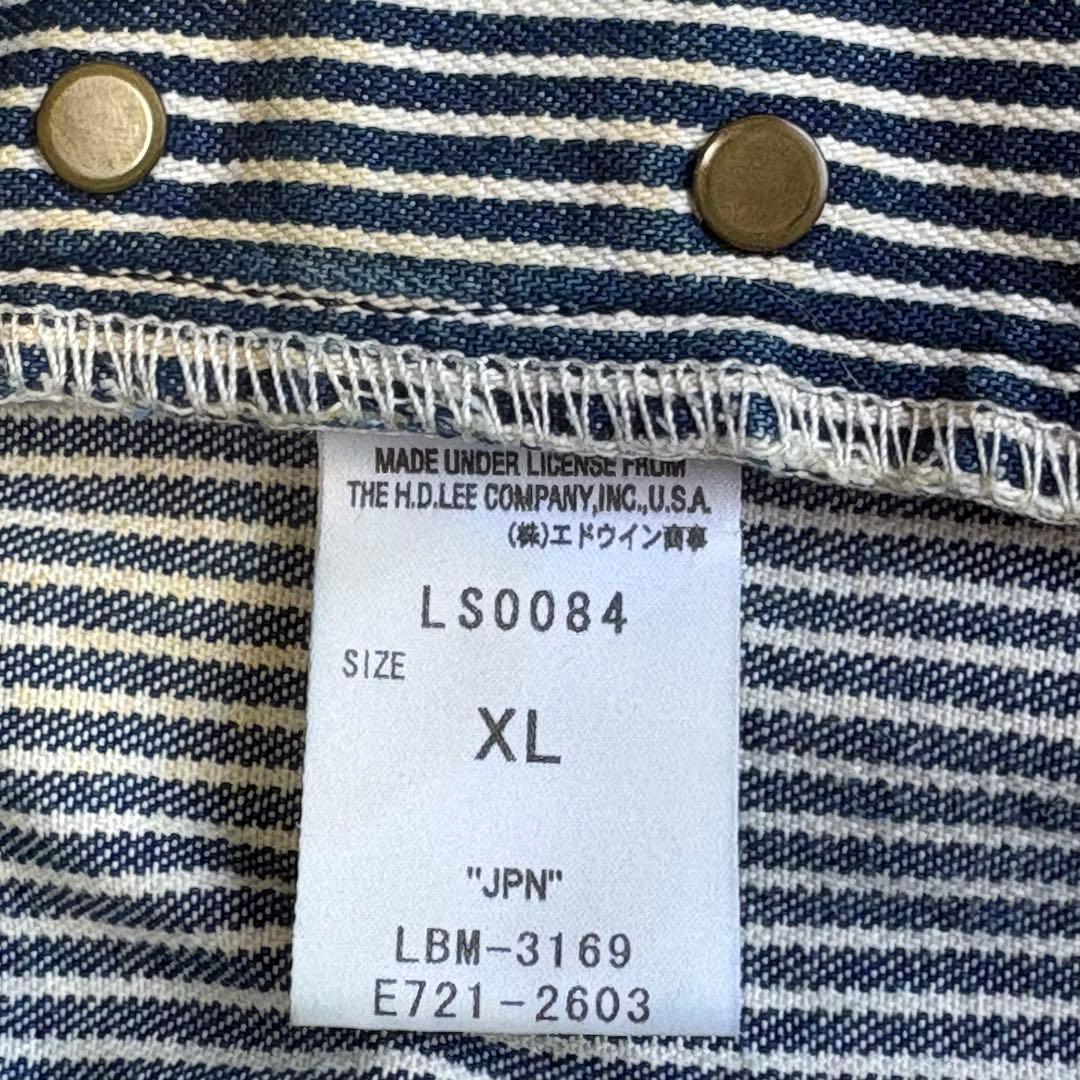 MADE UNDER LICENSE FROM
THE H.D.LEE COMPANY,INC.,U.S.A.
(株)エドウイン商事
LS0084
SIZE
XL
"JPN"
LBM-3169
E721-2603